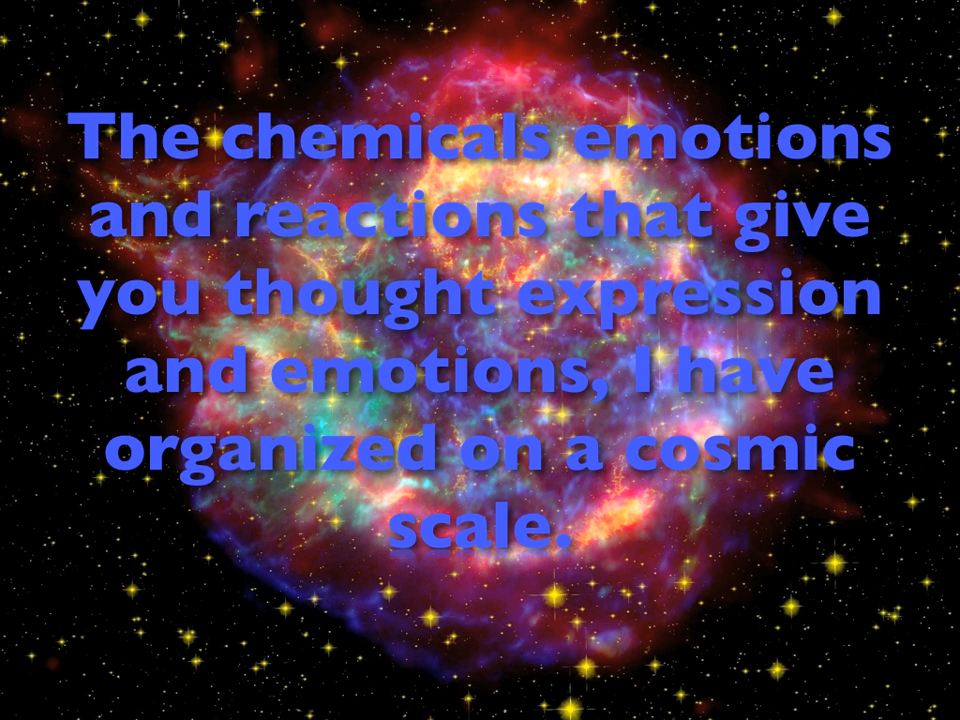 The chemicals emotions
and reactions that give
you thought expression
and emotions, I have
organized on a cosmic
scale.